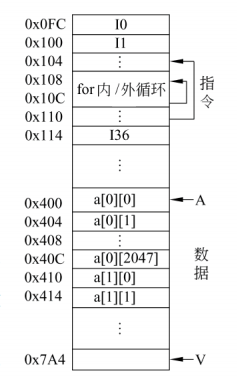 0x0FC I0
0x100 I1
0x104 ⋮
0x108 for内/外循环
0x10C
0x110 ⋮
0x114 I36
⋮
指令
0x400 a[0][0] A
0x404 a[0][1]
0x408 ⋮
0x40C a[0][2047]
0x410 a[1][0]
0x414 a[1][1]
⋮
数据
0x7A4 V